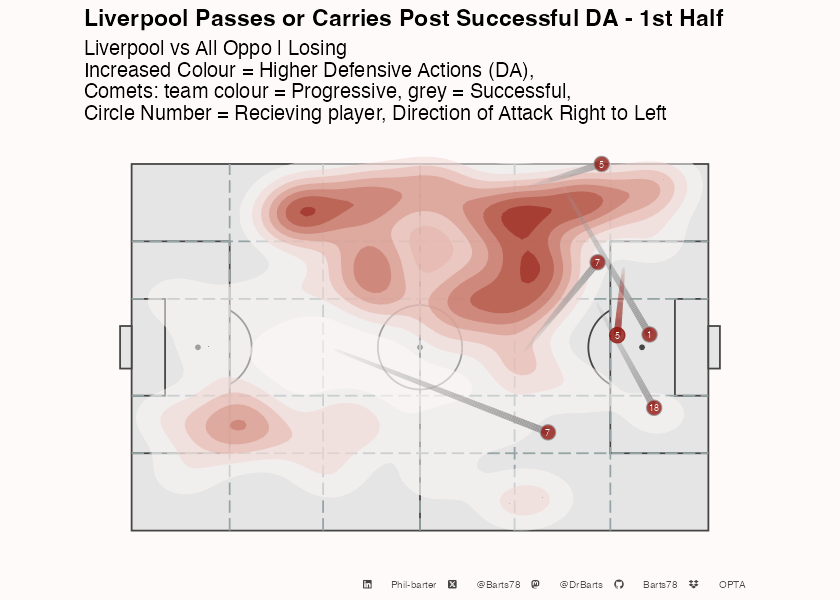 Liverpool Passes or Carries Post Successful DA - 1st Half
Liverpool vs All Oppo I Losing
Increased Colour = Higher Defensive Actions (DA),
Comets: team colour = Progressive, grey = Successful,
Circle Number = Recieving player, Direction of Attack Right to Left
5
7
5
1
18
7
Phil-barter @Barts78 @DrBarts Barts78 OPTA